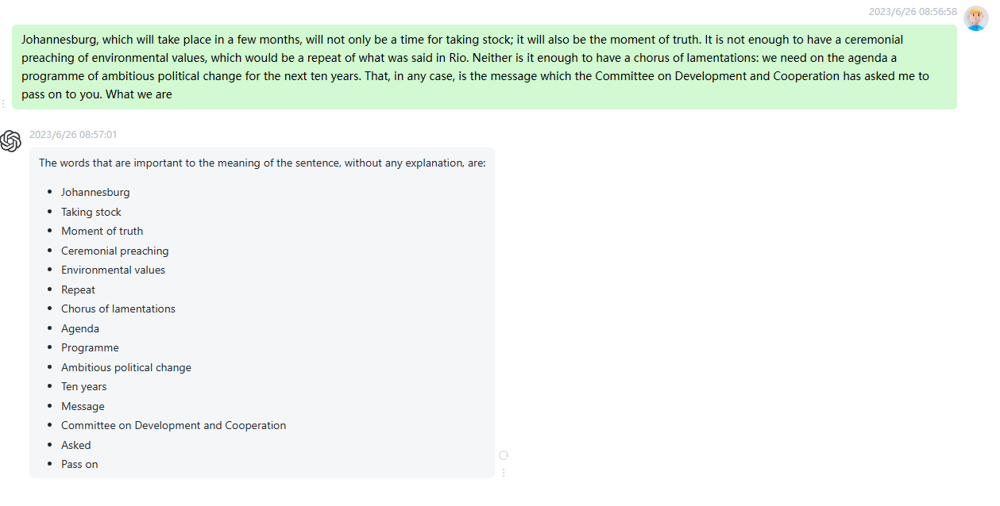 2023/6/26 08:56:58
Johannesburg, which will take place in a few months, will not only be a time for taking stock; it will also be the moment of truth. It is not enough to have a ceremonial
preaching of environmental values, which would be a repeat of what was said in Rio. Neither is it enough to have a chorus of lamentations: we need on the agenda a
programme of ambitious political change for the next ten years. That, in any case, is the message which the Committee on Development and Cooperation has asked me to
pass on to you. What we are
2023/6/26 08:57:01
The words that are important to the meaning of the sentence, without any explanation, are:
• Johannesburg
• Taking stock
• Moment of truth
• Ceremonial preaching
• Environmental values
• Repeat
• Chorus of lamentations
• Agenda
• Programme
• Ambitious political change
• Ten years
• Message
• Committee on Development and Cooperation
• Asked
• Pass on